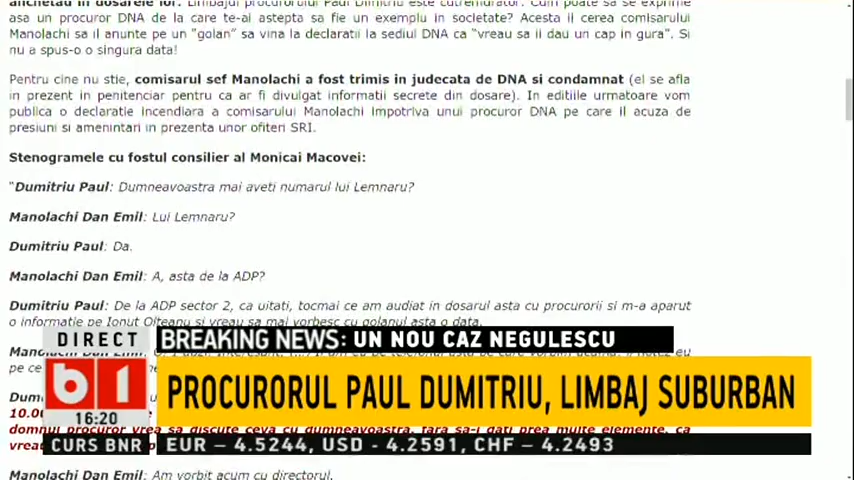 anchetau in dosarele lor. Limbajul procurorului Paul Dimitriu este cutremurator. Cum poate sa se exprime
asa un procuror DNA de la care te-ai astepta sa fie un exemplu in societate? Acesta ii cerea comisarului
Manolachi sa il anunte pe un "golan" sa vina la declaratii la sediul DNA ca "vreau sa ii dau un cap in gura". Si
nu a spus-o o singura data!
Pentru cine nu stie, comisarul sef Manolachi a fost trimis in judecata de DNA si condamnat (el se afla
in prezent in penitenciar pentru ca ar fi divulgat informatii secrete din dosare). In editiile urmatoare vom
publica o declaratie incendiara a comisarului Manolachi impotriva unui procuror DNA pe care il acuza de
presiuni si amenintari in prezenta unor ofiteri SRI.
Stenogramele cu fostul consilier al Monicai Macovei:
"Dumitriu Paul: Dumneavoastra mai aveti numarul lui Lemnaru?
Manolachi Dan Emil: Lui Lemnaru?
Dumitriu Paul: Da.
Manolachi Dan Emil: A, asta de la ADP?
Dumitriu Paul: De la ADP sector 2, ca uitati, tocmai ce am audiat in dosarul asta cu procurorii si m-a aparut
o informatie pe Ionut Olteanu si vreau sa mai vorbesc cu golanul asta o data.
DIRECT
BREAKING NEWS: UN NOU CAZ NEGULESCU
b1
PROCURORUL PAUL DUMITRIU, LIMBAJ SUBURBAN
16:20
domnul procuror vrea sa discute ceva cu dumneavoastra, fara sa-i dati prea multe elemente, ca
CURS BNR EUR – 4.5244, USD - 4.2591, CHF – 4.2493
Manolachi Dan Emil: Am vorbit acum cu directorul.